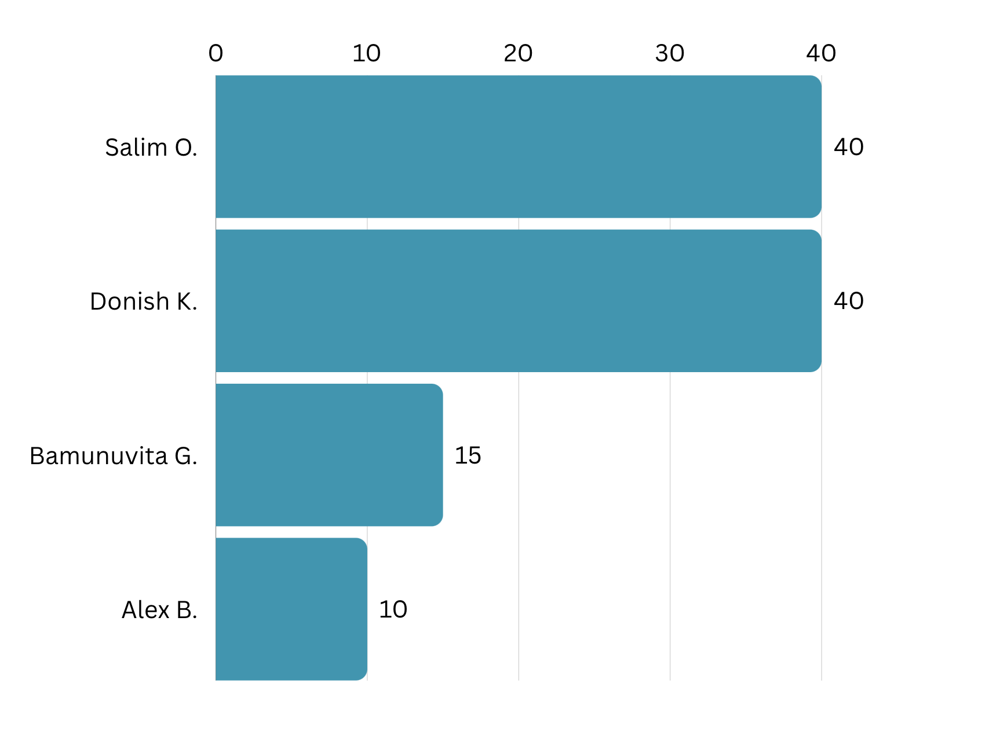 0 10 20 30 40
Salim O. 40
Donish K. 40
Bamunuvita G. 15
Alex B. 10